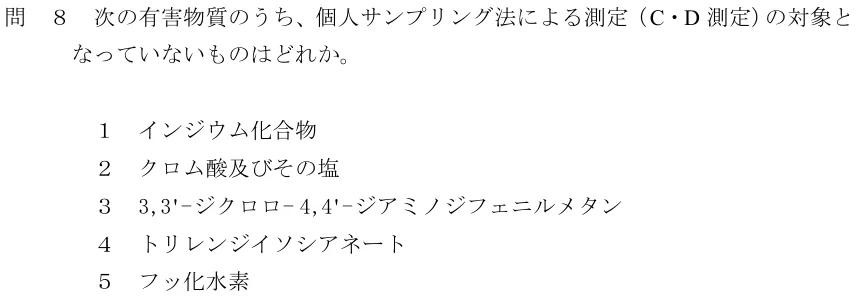 問　８　次の有害物質のうち、個人サンプリング法による測定（C・D 測定）の対象と
なっていないものはどれか。
１　インジウム化合物
２　クロム酸及びその塩
３　3,3'-ジクロロ-4,4'-ジアミノジフェニルメタン
４　トリレンジイソシアネート
５　フッ化水素